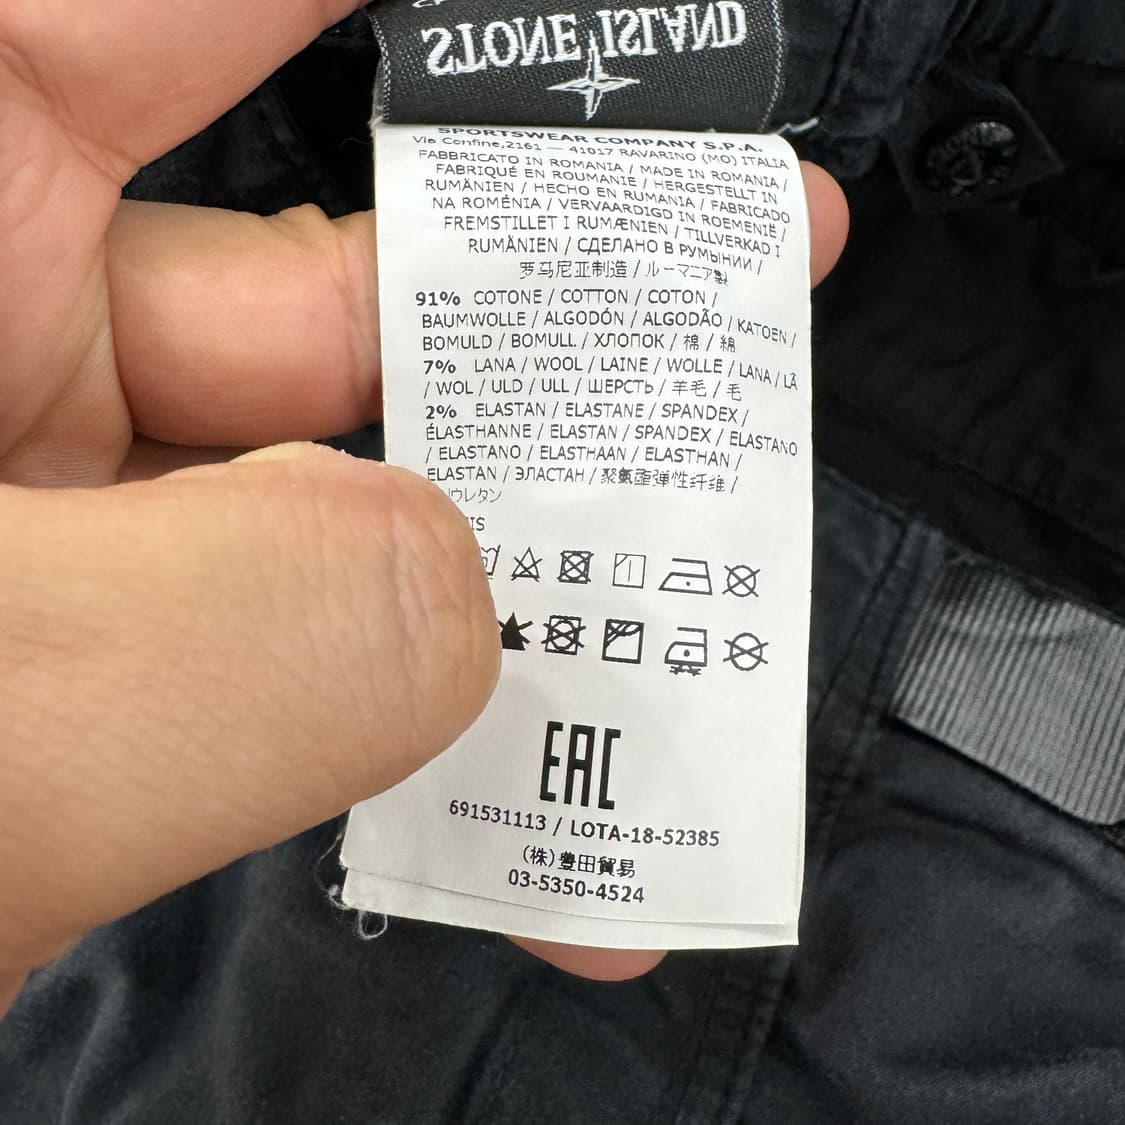 STONE ISLAND
SPORTSWEAR COMPANY S.P.A.
Via Confine,2161 — 41017 RAVARINO (MO) ITALIA
FABBRICATO IN ROMANIA / MADE IN ROMANIA /
FABRIQUÉ EN ROUMANIE / HERGESTELLT IN
RUMÄNIEN / HECHO EN RUMANIA / FABRICADO
NA ROMÉNIA / VERVAARDIGD IN ROEMENIË /
FREMSTILLET I RUMÆNIEN / TILLVERKAD I
RUMÄNIEN / СДЕЛАНО В РУМЫНИИ /
罗马尼亚制造 / ルーマニア製
91% COTONE / COTTON / COTON /
BAUMWOLLE / ALGODÓN / ALGODÃO / KATOEN /
BOMULD / BOMULL / ХЛОПОК / 棉 / 綿
7% LANA / WOOL / LAINE / WOLLE / LANA / LÃ
/ WOL / ULD / ULL / ШЕРСТЬ / 羊毛 / 毛
2% ELASTAN / ELASTANE / SPANDEX /
ÉLASTHANNE / ELASTAN / SPANDEX / ELASTANO
/ ELASTANO / ELASTHAAN / ELASTHAN /
ELASTAN / ЭЛАСТАН / 聚氨酯弹性纤维 /
ウレタン
EAC
691531113 / LOTA-18-52385
(株)豊田貿易
03-5350-4524